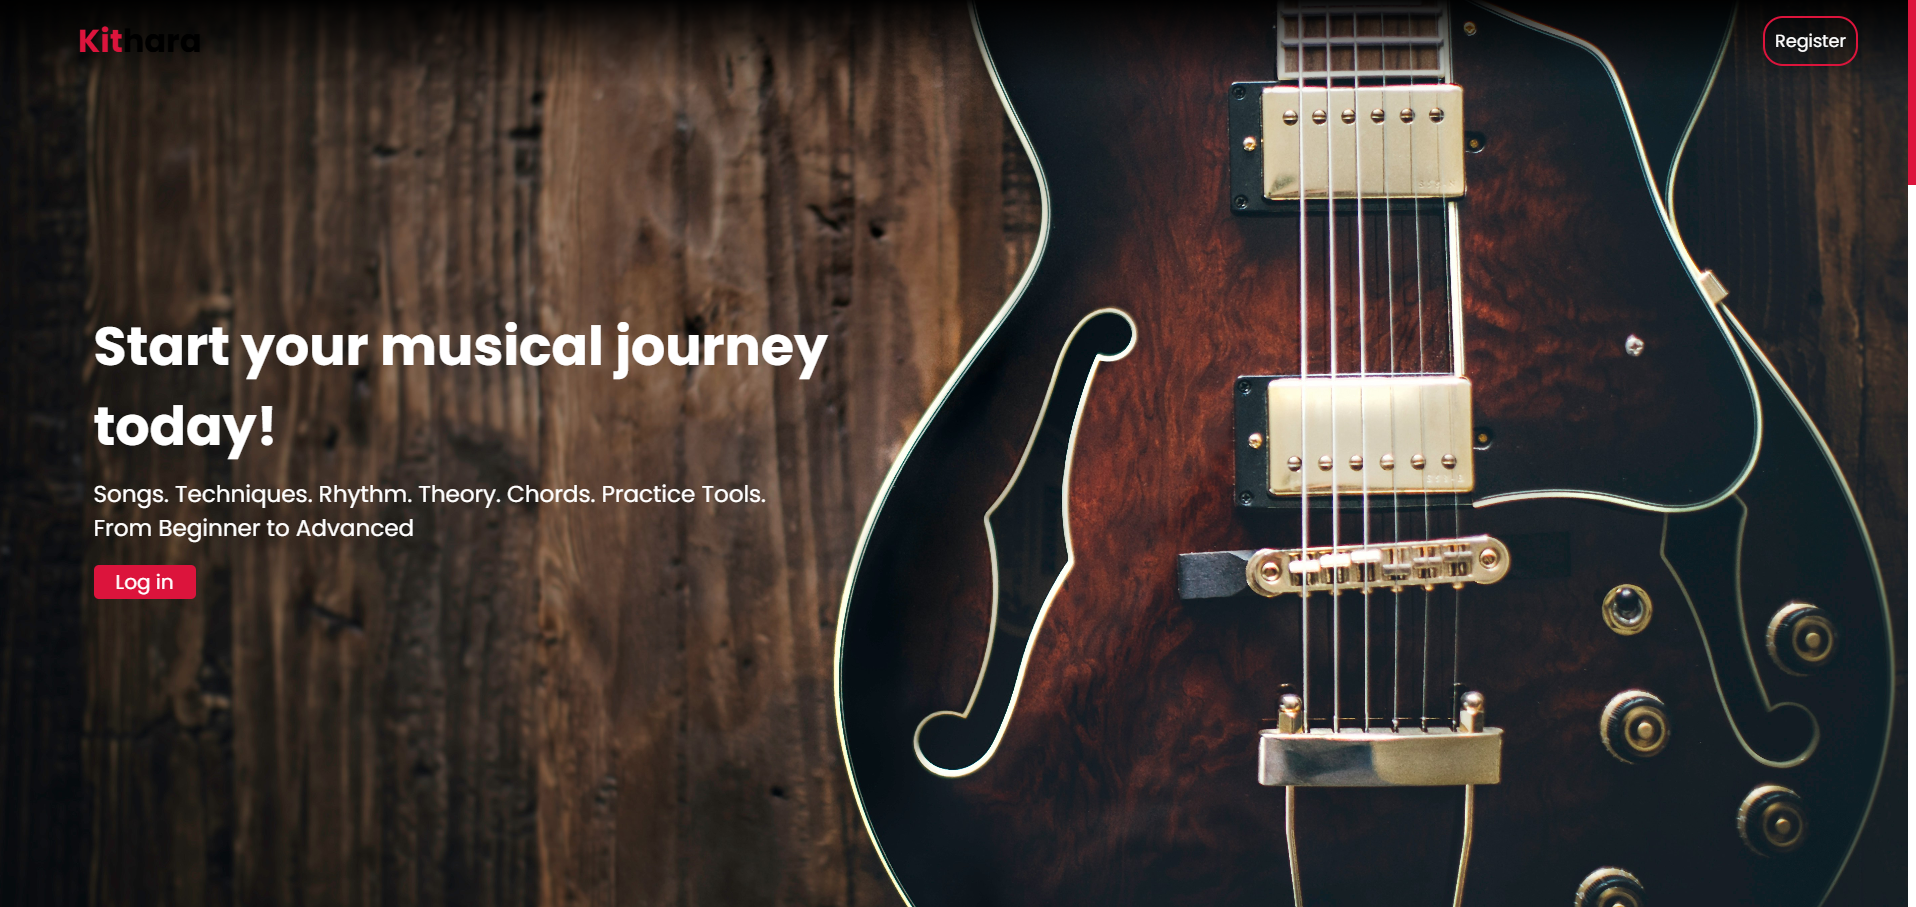 Kithara
Register
Start your musical journey
today!
Songs. Techniques. Rhythm. Theory. Chords. Practice Tools.
From Beginner to Advanced
Log in